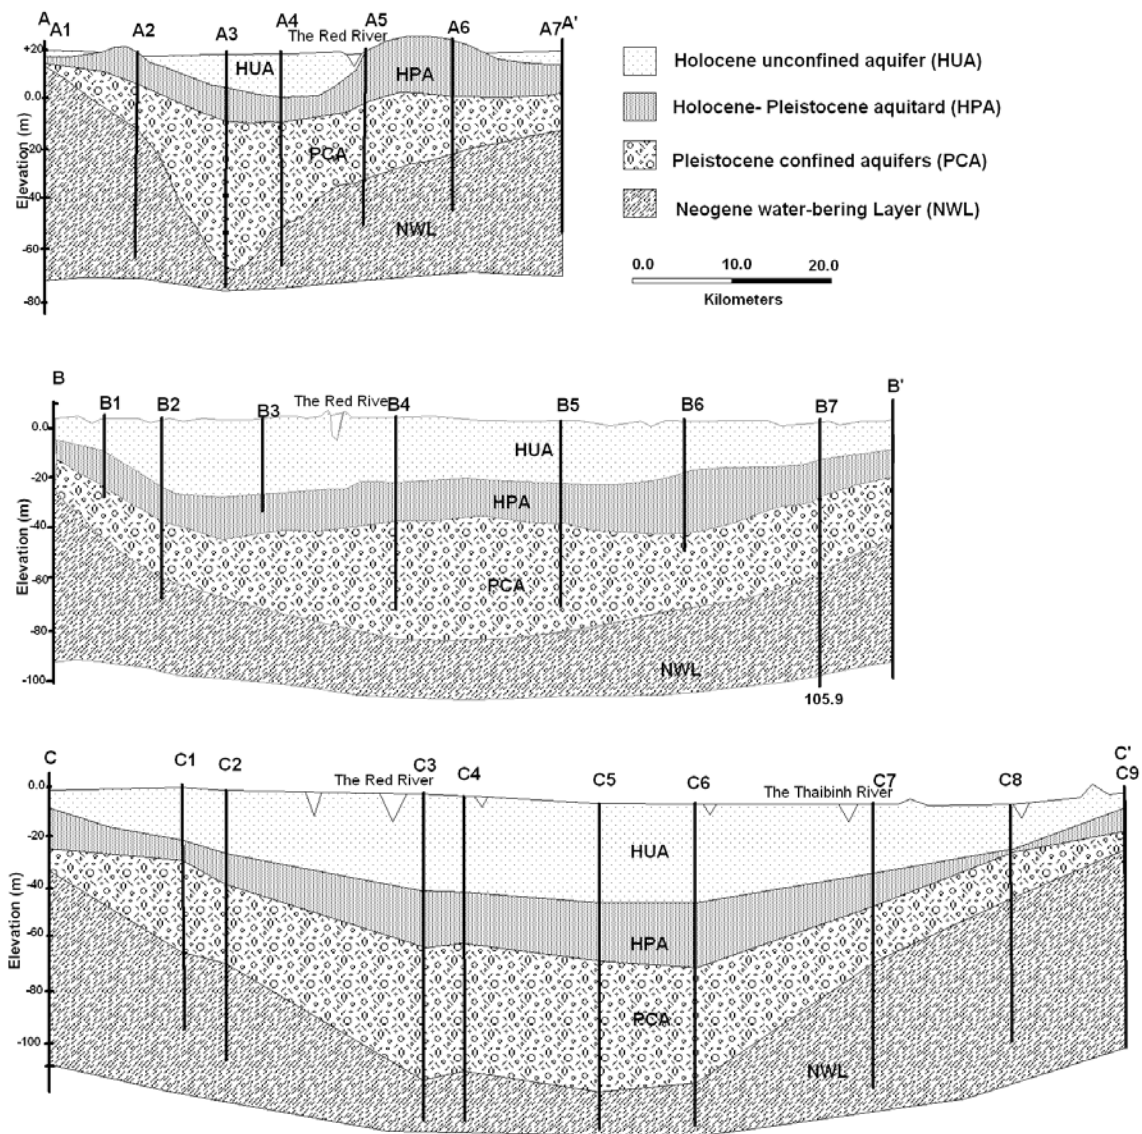 A A1 A2 A3 A4 A5 A6 A7 A'
The Red River
+20
0.0
-20
-40
-60
-80
Elevation (m)
HUA
HPA
PCA
NWL
Holocene unconfined aquifer (HUA)
Holocene- Pleistocene aquitard (HPA)
Pleistocene confined aquifers (PCA)
Neogene water-bering Layer (NWL)
0.0 10.0 20.0
Kilometers
B B1 B2 B3 B4 B5 B6 B7 B'
The Red River
0.0
-20
-40
-60
-80
-100
Elevation (m)
HUA
HPA
PCA
NWL
105.9
C C1 C2 C3 C4 C5 C6 C7 C8 C'
C9
The Red River
The Thaibinh River
0.0
-20
-40
-60
-80
-100
Elevation (m)
HUA
HPA
PCA
NWL